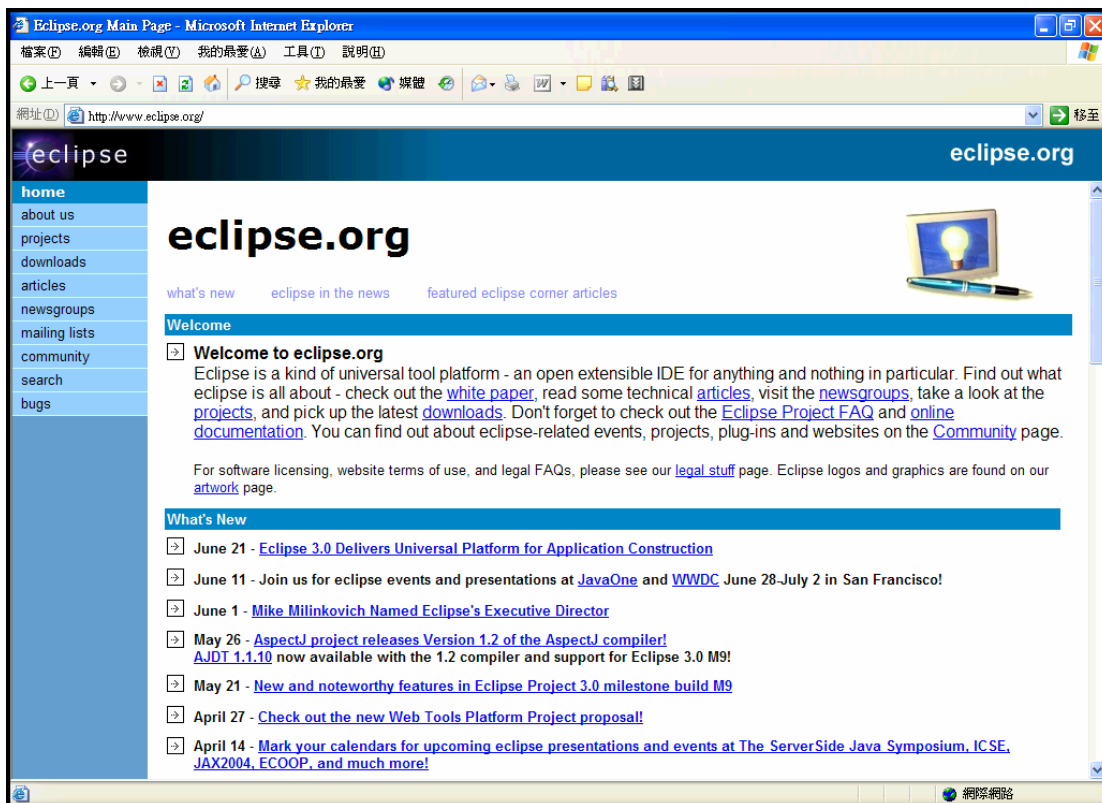 Eclipse.org Main Page - Microsoft Internet Explorer
檔案(F) 編輯(E) 檢視(V) 我的最愛(A) 工具(T) 說明(H)
上一頁 搜尋 我的最愛 媒體
網址(D) http://www.eclipse.org/ 移至
eclipse eclipse.org
home
about us
projects
downloads
articles
newsgroups
mailing lists
community
search
bugs
eclipse.org
what's new eclipse in the news featured eclipse corner articles
Welcome
Welcome to eclipse.org
Eclipse is a kind of universal tool platform - an open extensible IDE for anything and nothing in particular. Find out what
eclipse is all about - check out the white paper, read some technical articles, visit the newsgroups, take a look at the
projects, and pick up the latest downloads. Don't forget to check out the Eclipse Project FAQ and online
documentation. You can find out about eclipse-related events, projects, plug-ins and websites on the Community page.
For software licensing, website terms of use, and legal FAQs, please see our legal stuff page. Eclipse logos and graphics are found on our
artwork page.
What's New
June 21 - Eclipse 3.0 Delivers Universal Platform for Application Construction
June 11 - Join us for eclipse events and presentations at JavaOne and WWDC June 28-July 2 in San Francisco!
June 1 - Mike Milinkovich Named Eclipse's Executive Director
May 26 - AspectJ project releases Version 1.2 of the AspectJ compiler!
AJDT 1.1.10 now available with the 1.2 compiler and support for Eclipse 3.0 M9!
May 21 - New and noteworthy features in Eclipse Project 3.0 milestone build M9
April 27 - Check out the new Web Tools Platform Project proposal!
April 14 - Mark your calendars for upcoming eclipse presentations and events at The ServerSide Java Symposium, ICSE,
JAX2004, ECOOP, and much more!
網際網路